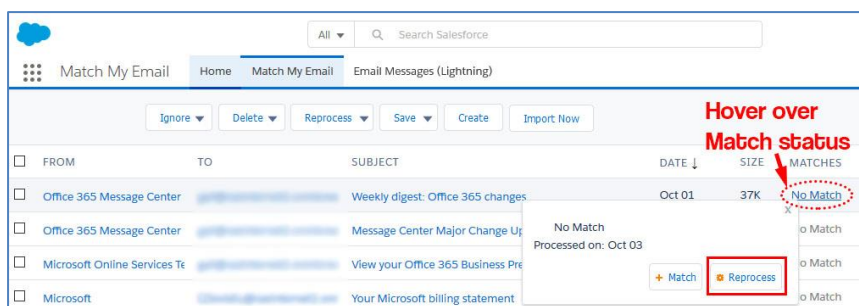 All Search Salesforce
Match My Email Home Match My Email Email Messages (Lightning)
Ignore Delete Reprocess Save Create Import Now
Hover over
Match status
FROM TO SUBJECT DATE ↓ SIZE MATCHES
Office 365 Message Center Weekly digest: Office 365 changes Oct 01 37K No Match
Office 365 Message Center Message Center Major Change Up o Match
x
No Match
Processed on: Oct 03
Microsoft Online Services Te View your Office 365 Business Pre o Match
+ Match Reprocess
Microsoft Your Microsoft billing statement o Match